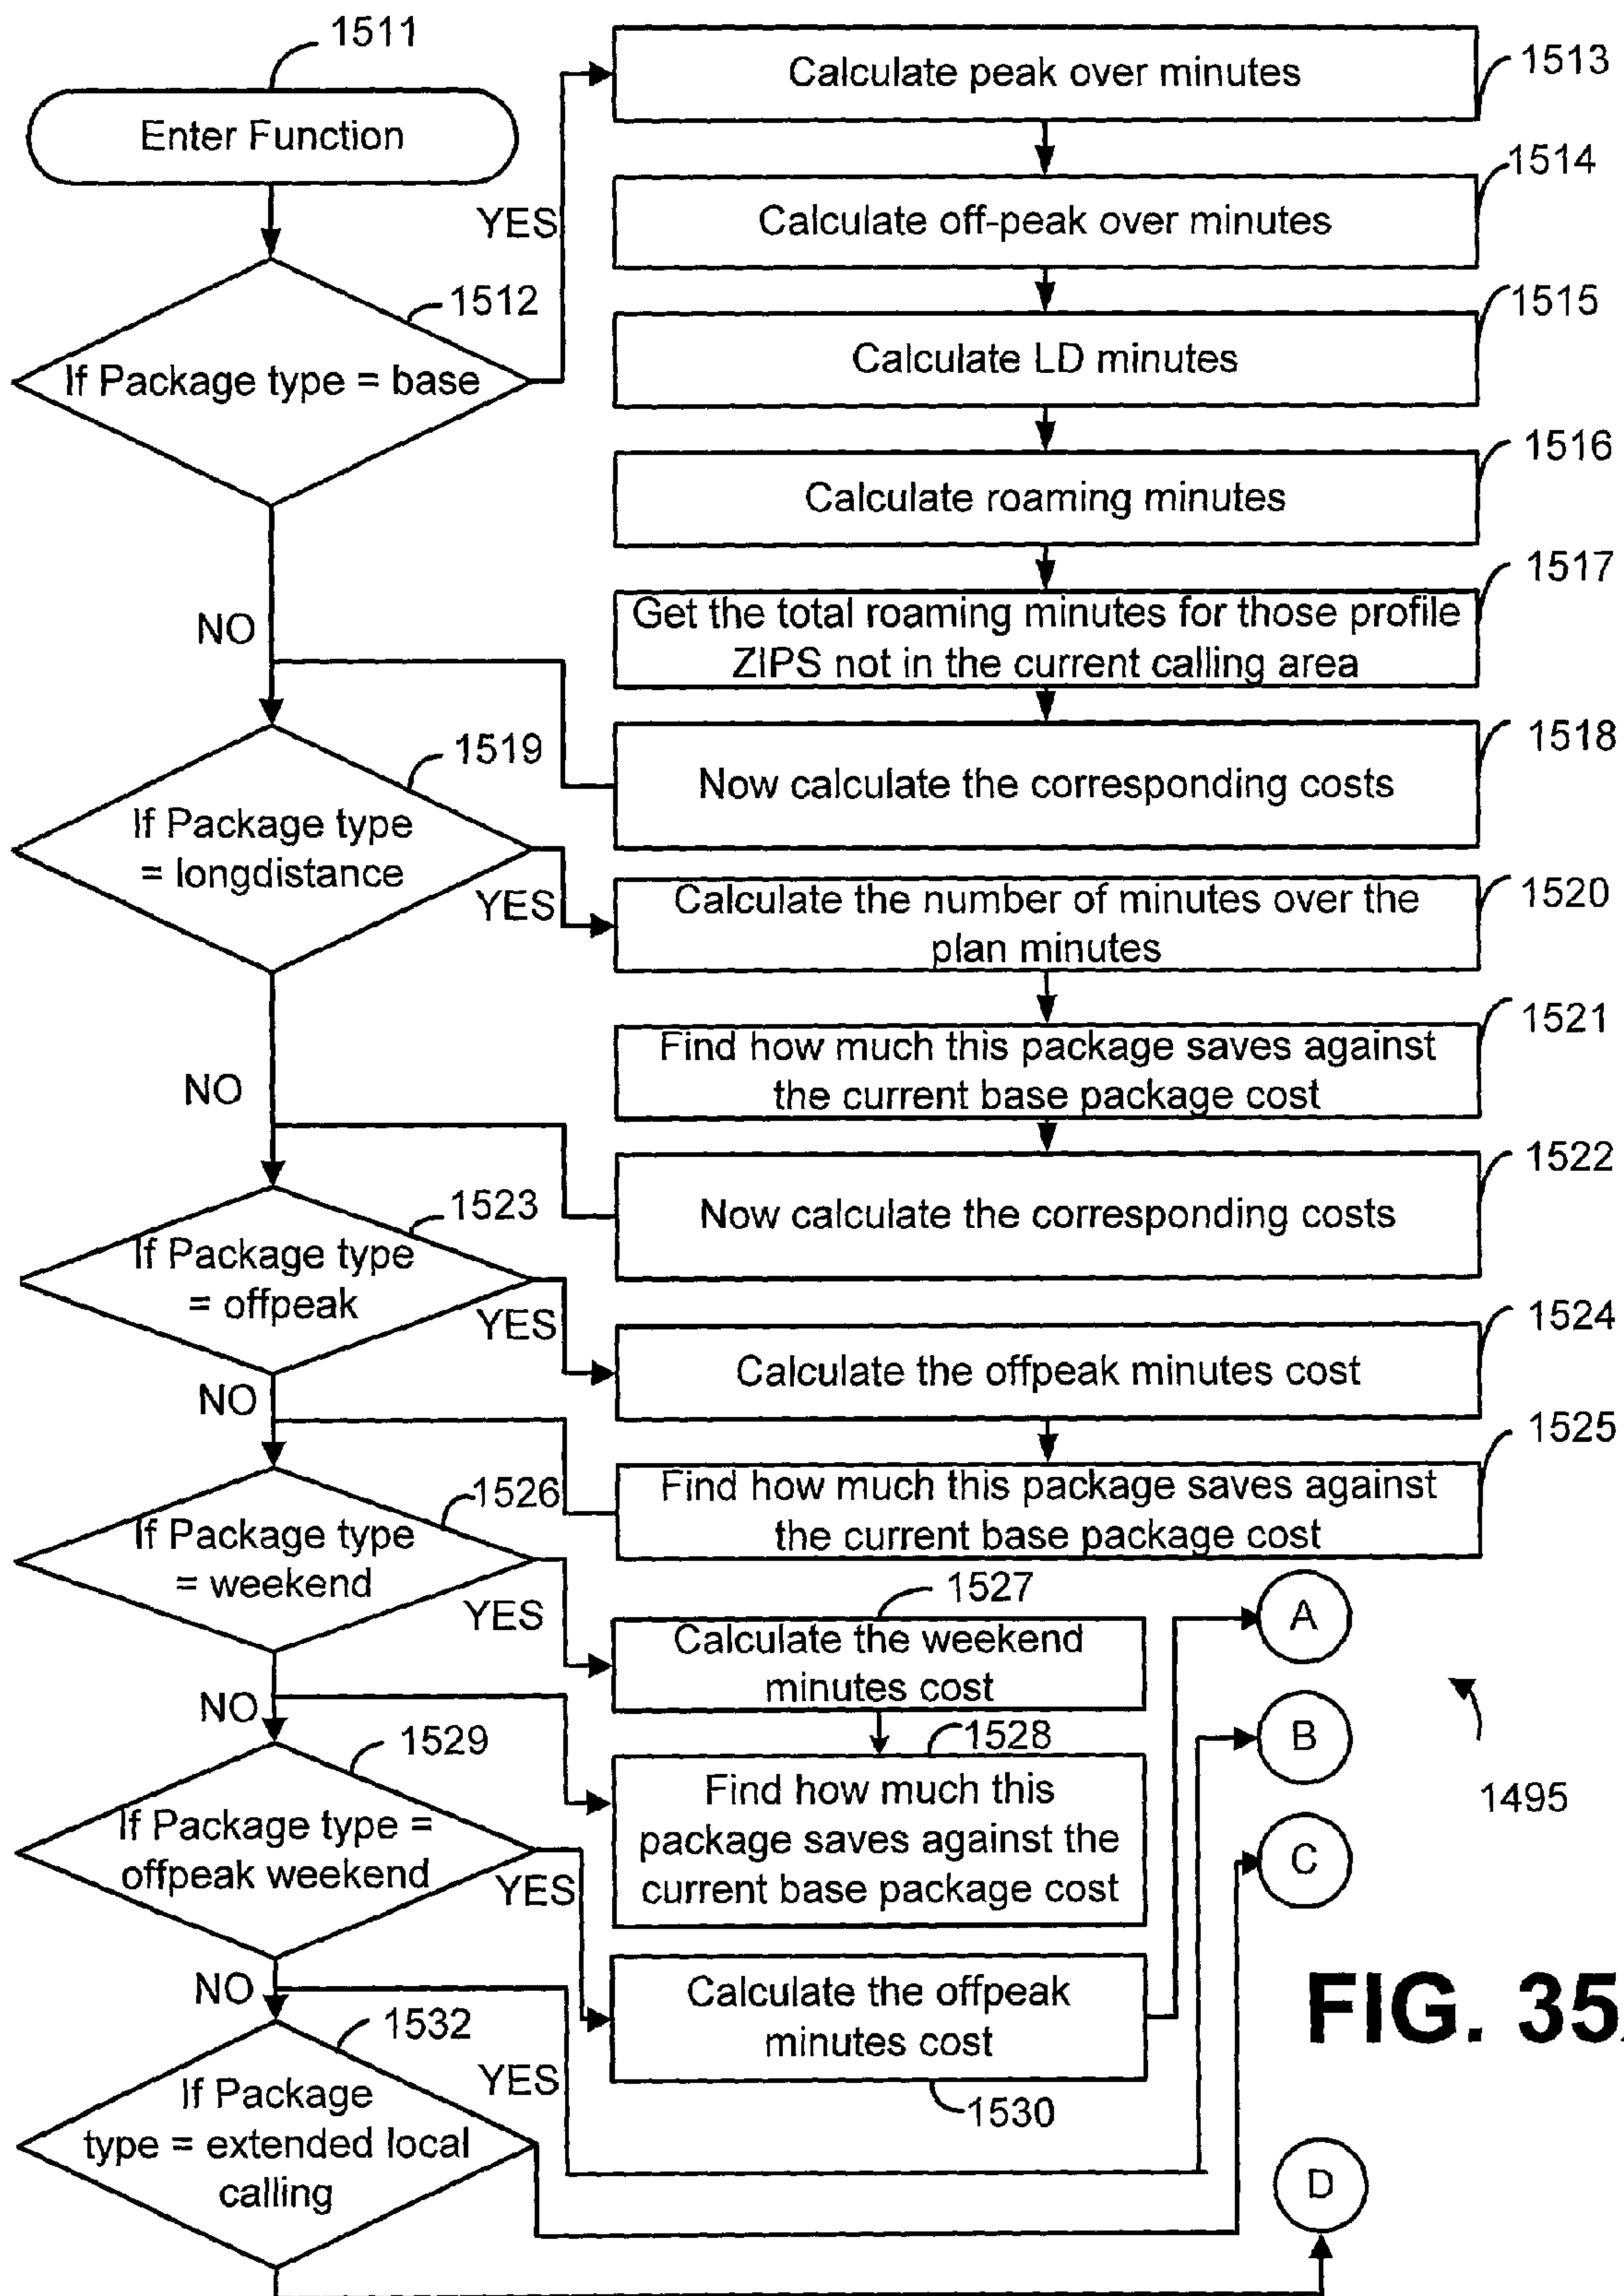 1511
Enter Function
Calculate peak over minutes
1513
YES
Calculate off-peak over minutes
1514
1512
If Package type = base
Calculate LD minutes
1515
Calculate roaming minutes
1516
NO
Get the total roaming minutes for those profile
ZIPS not in the current calling area
1517
1519
If Package type
= longdistance
Now calculate the corresponding costs
1518
YES
Calculate the number of minutes over the
plan minutes
1520
NO
Find how much this package saves against
the current base package cost
1521
1523
If Package type
= offpeak
Now calculate the corresponding costs
1522
YES
Calculate the offpeak minutes cost
1524
NO
1526
If Package type
= weekend
Find how much this package saves against
the current base package cost
1525
YES
1527
Calculate the weekend
minutes cost
A
NO
1529
If Package type =
offpeak weekend
1528
Find how much this
package saves against the
current base package cost
B
1495
C
YES
NO
Calculate the offpeak
minutes cost
1530
FIG. 35
1532
YES
If Package
type = extended local
calling
D